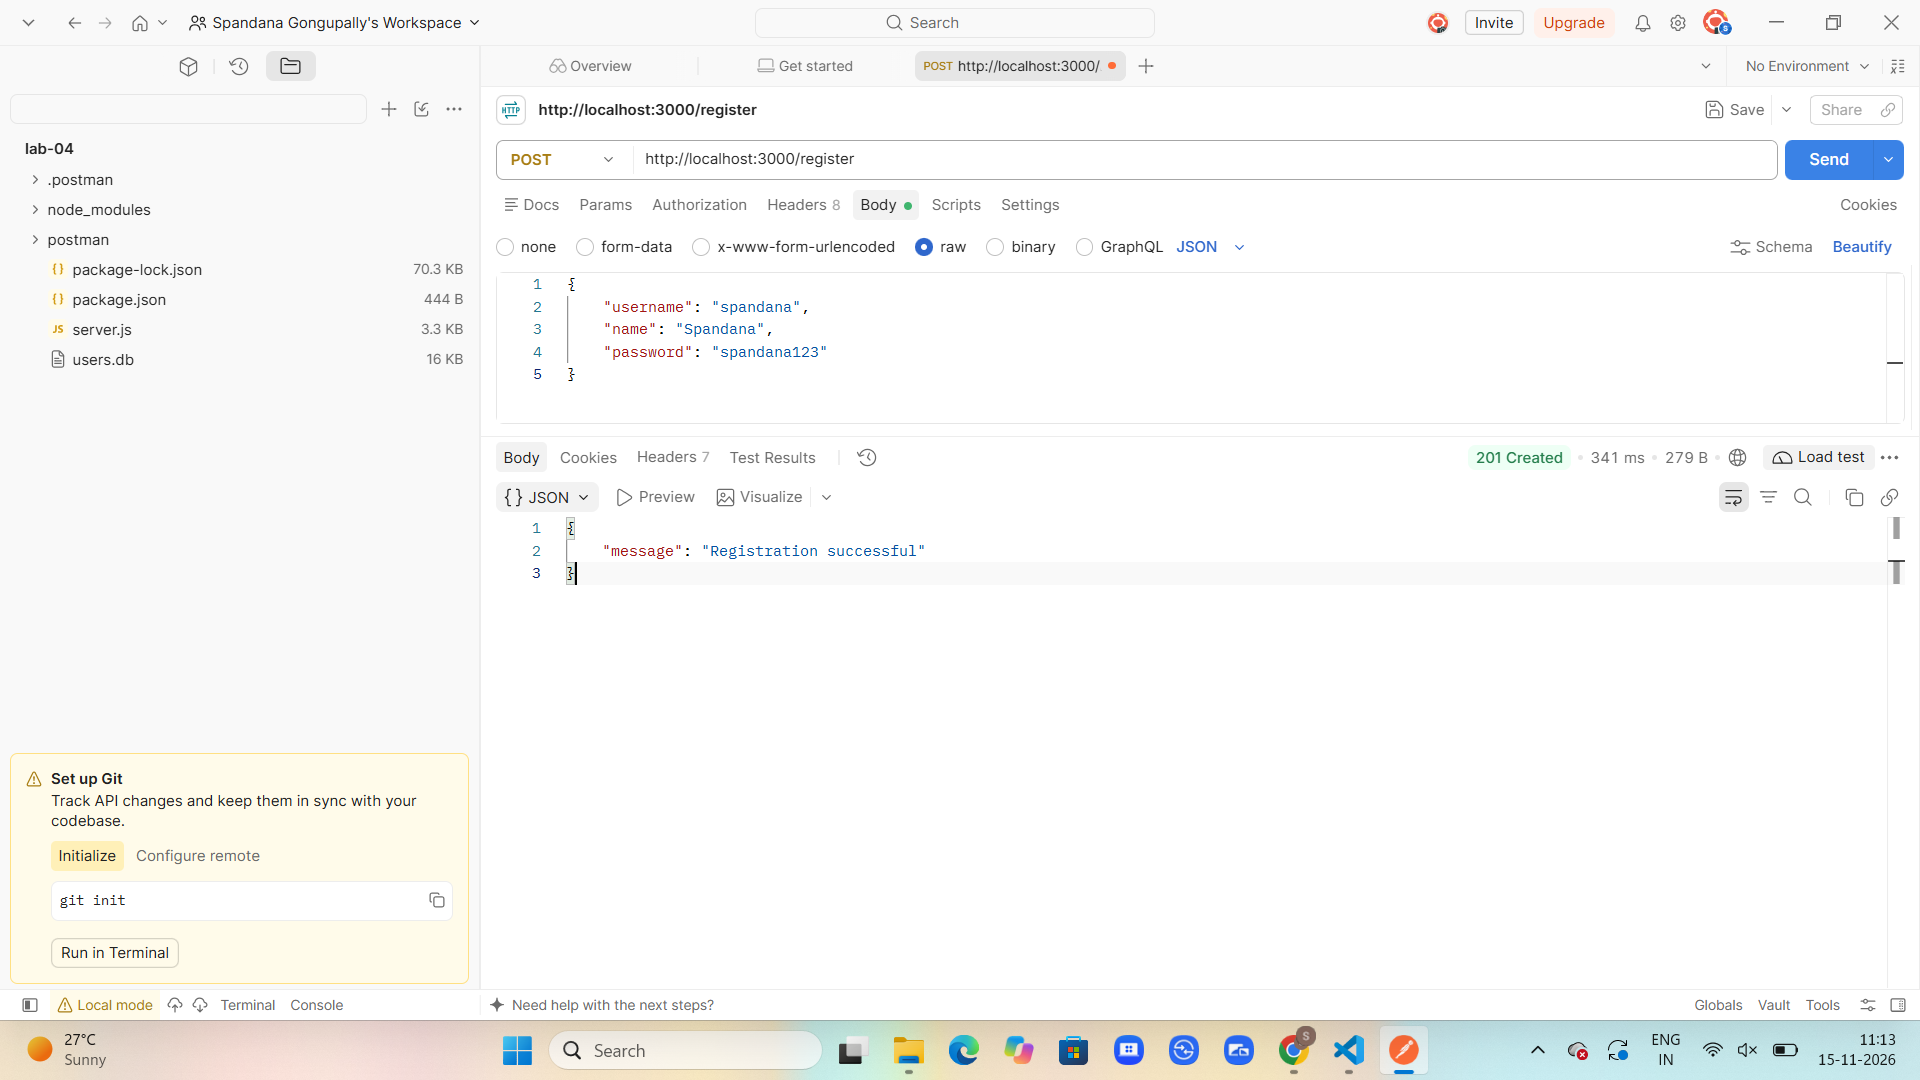 Spandana Gongupally's Workspace
Search
Invite
Upgrade
S
Overview
Get started
POST http://localhost:3000/
No Environment
HTTP http://localhost:3000/register
Save
Share
lab-04
POST
http://localhost:3000/register
Send
.postman
node_modules
postman
{} package-lock.json 70.3 KB
{} package.json 444 B
JS server.js 3.3 KB
users.db 16 KB
Docs
Params
Authorization
Headers 8
Body
Scripts
Settings
Cookies
none
form-data
x-www-form-urlencoded
raw
binary
GraphQL
JSON
Schema
Beautify
1 {
2 "username": "spandana",
3 "name": "Spandana",
4 "password": "spandana123"
5 }
Body
Cookies
Headers 7
Test Results
201 Created
341 ms
279 B
Load test
{} JSON
Preview
Visualize
1 {
2 "message": "Registration successful"
3 }
Set up Git
Track API changes and keep them in sync with your
codebase.
Initialize
Configure remote
git init
Run in Terminal
Local mode
Terminal
Console
Need help with the next steps?
Globals
Vault
Tools
27°C
Sunny
Search
S
ENG
IN
11:13
15-11-2026